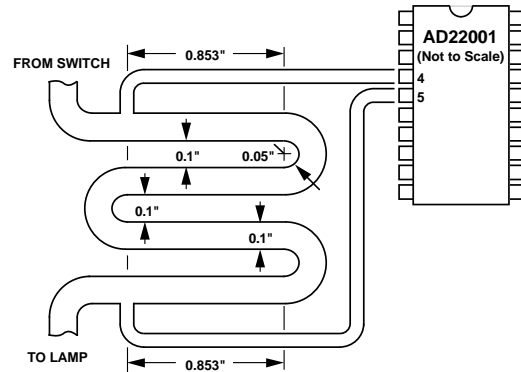 AD22001
(Not to Scale)
0.853"
FROM SWITCH
4
5
0.1"
0.05"
0.1"
0.1"
TO LAMP
0.853"